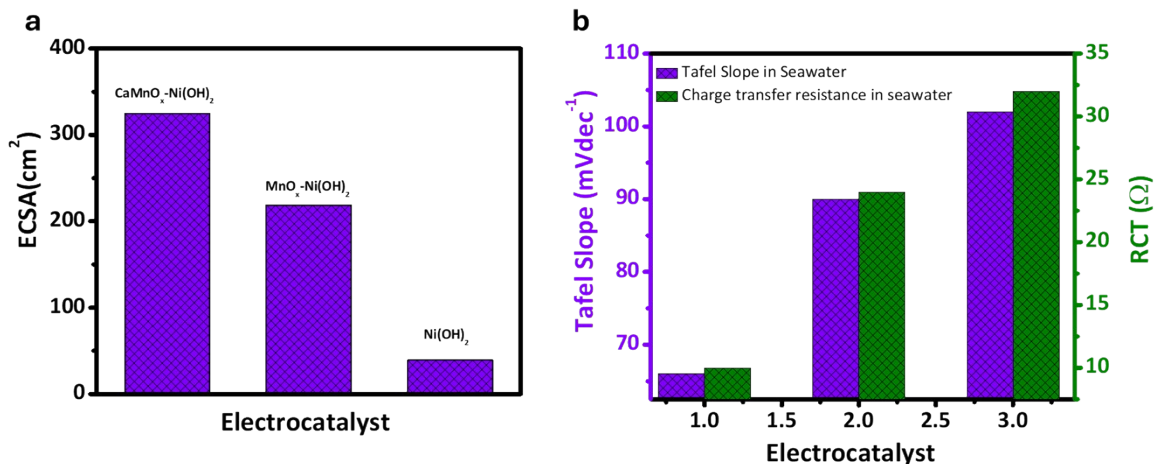 a
400
300
200
100
0
ECSA(cm²)
CaMnOₓ-Ni(OH)₂
MnOₓ-Ni(OH)₂
Ni(OH)₂
Electrocatalyst
b
110
100
90
80
70
Tafel Slope (mVdec⁻¹)
Tafel Slope in Seawater
Charge transfer resistance in seawater
35
30
25
22
15
10
RCT (Ω)
1.0 1.5 2.0 2.5 3.0
Electrocatalyst